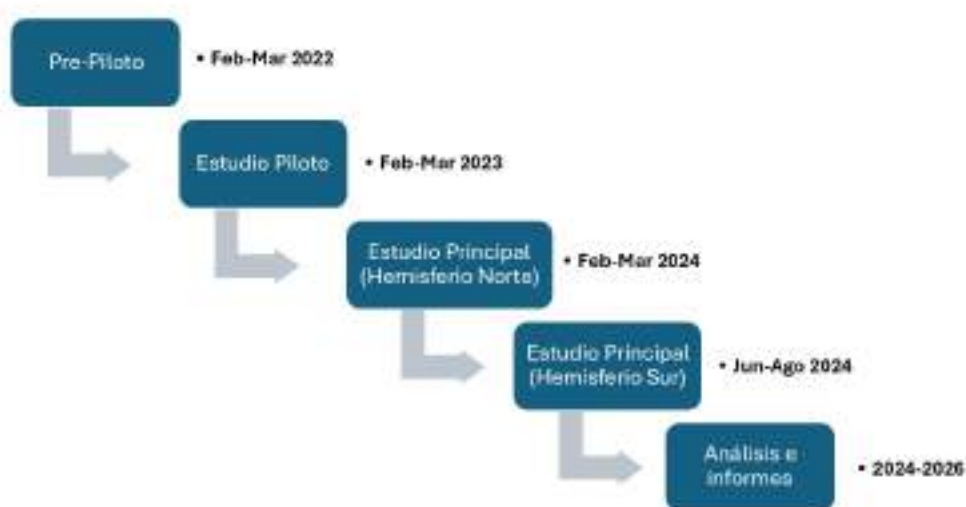 Pre-Piloto
• Feb-Mar 2022
Estudio Piloto
• Feb-Mar 2023
Estudio Principal
(Hemisferio Norte)
• Feb-Mar 2024
Estudio Principal
(Hemisferio Sur)
• Jun-Ago 2024
Análisis e
informes
• 2024-2026